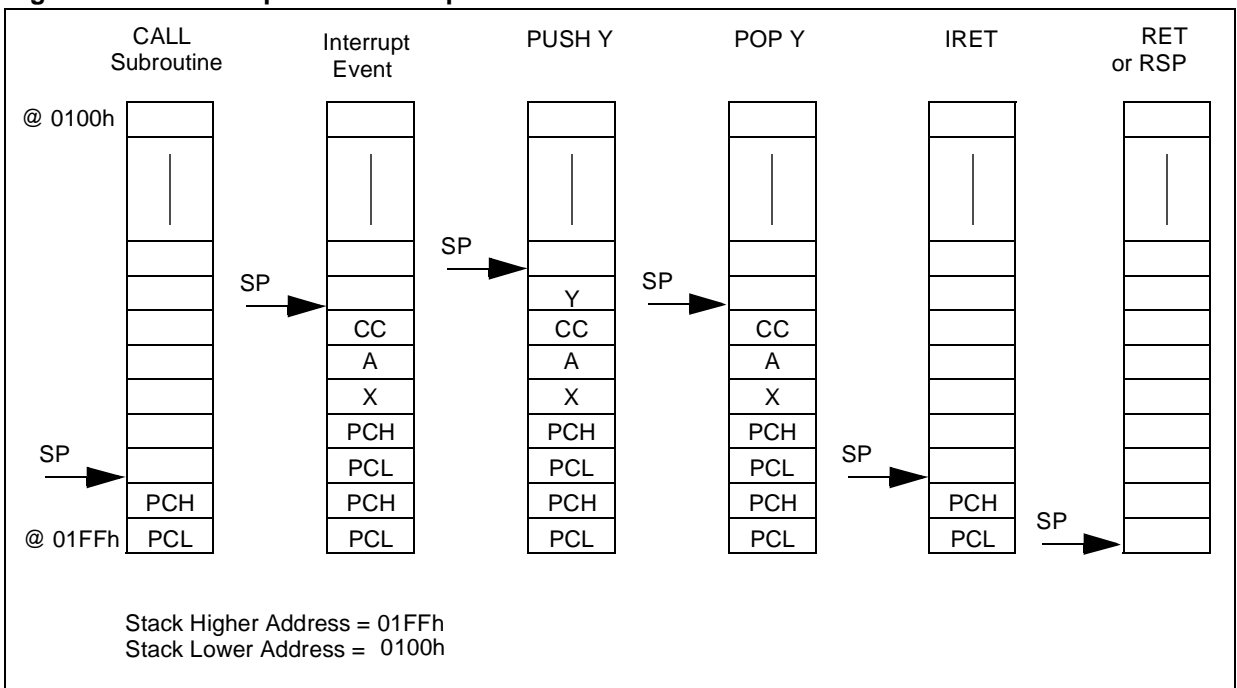 CALL
Subroutine
Interrupt
Event
PUSH Y
POP Y
IRET
RET
or RSP
@ 0100h
SP
SP
SP
Y
CC
CC
CC
A
A
A
X
X
X
PCH
PCH
PCH
SP
PCL
PCL
PCL
SP
PCH
PCH
PCH
PCH
PCH
SP
@ 01FFh
PCL
PCL
PCL
PCL
PCL
Stack Higher Address = 01FFh
Stack Lower Address = 0100h